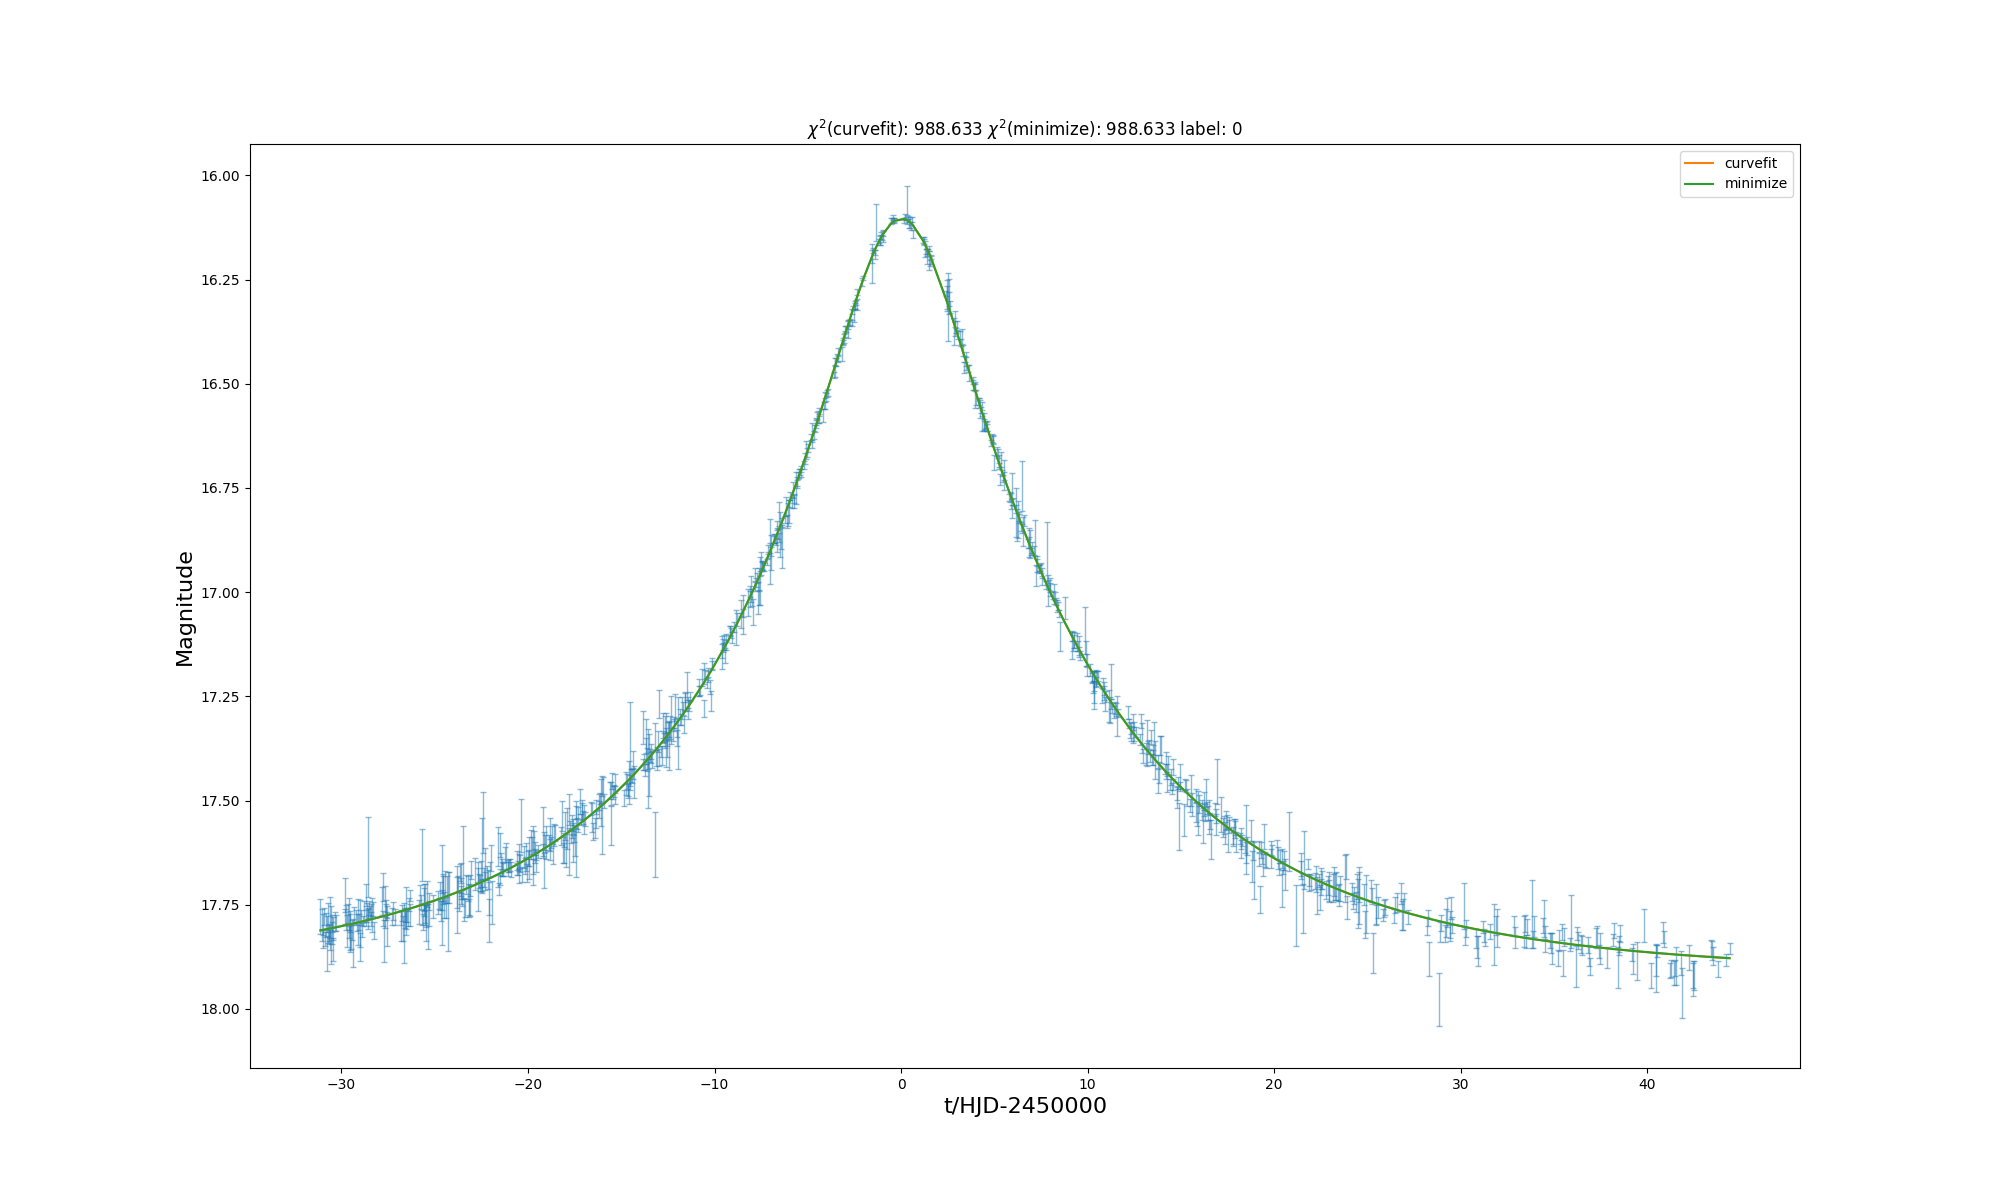 χ²(curvefit): 988.633 χ²(minimize): 988.633 label: 0
curvefit
minimize
16.00
16.25
16.50
16.75
17.00
17.25
17.50
17.75
18.00
Magnitude
−30 −20 −10 0 10 20 30 40
t/HJD-2450000